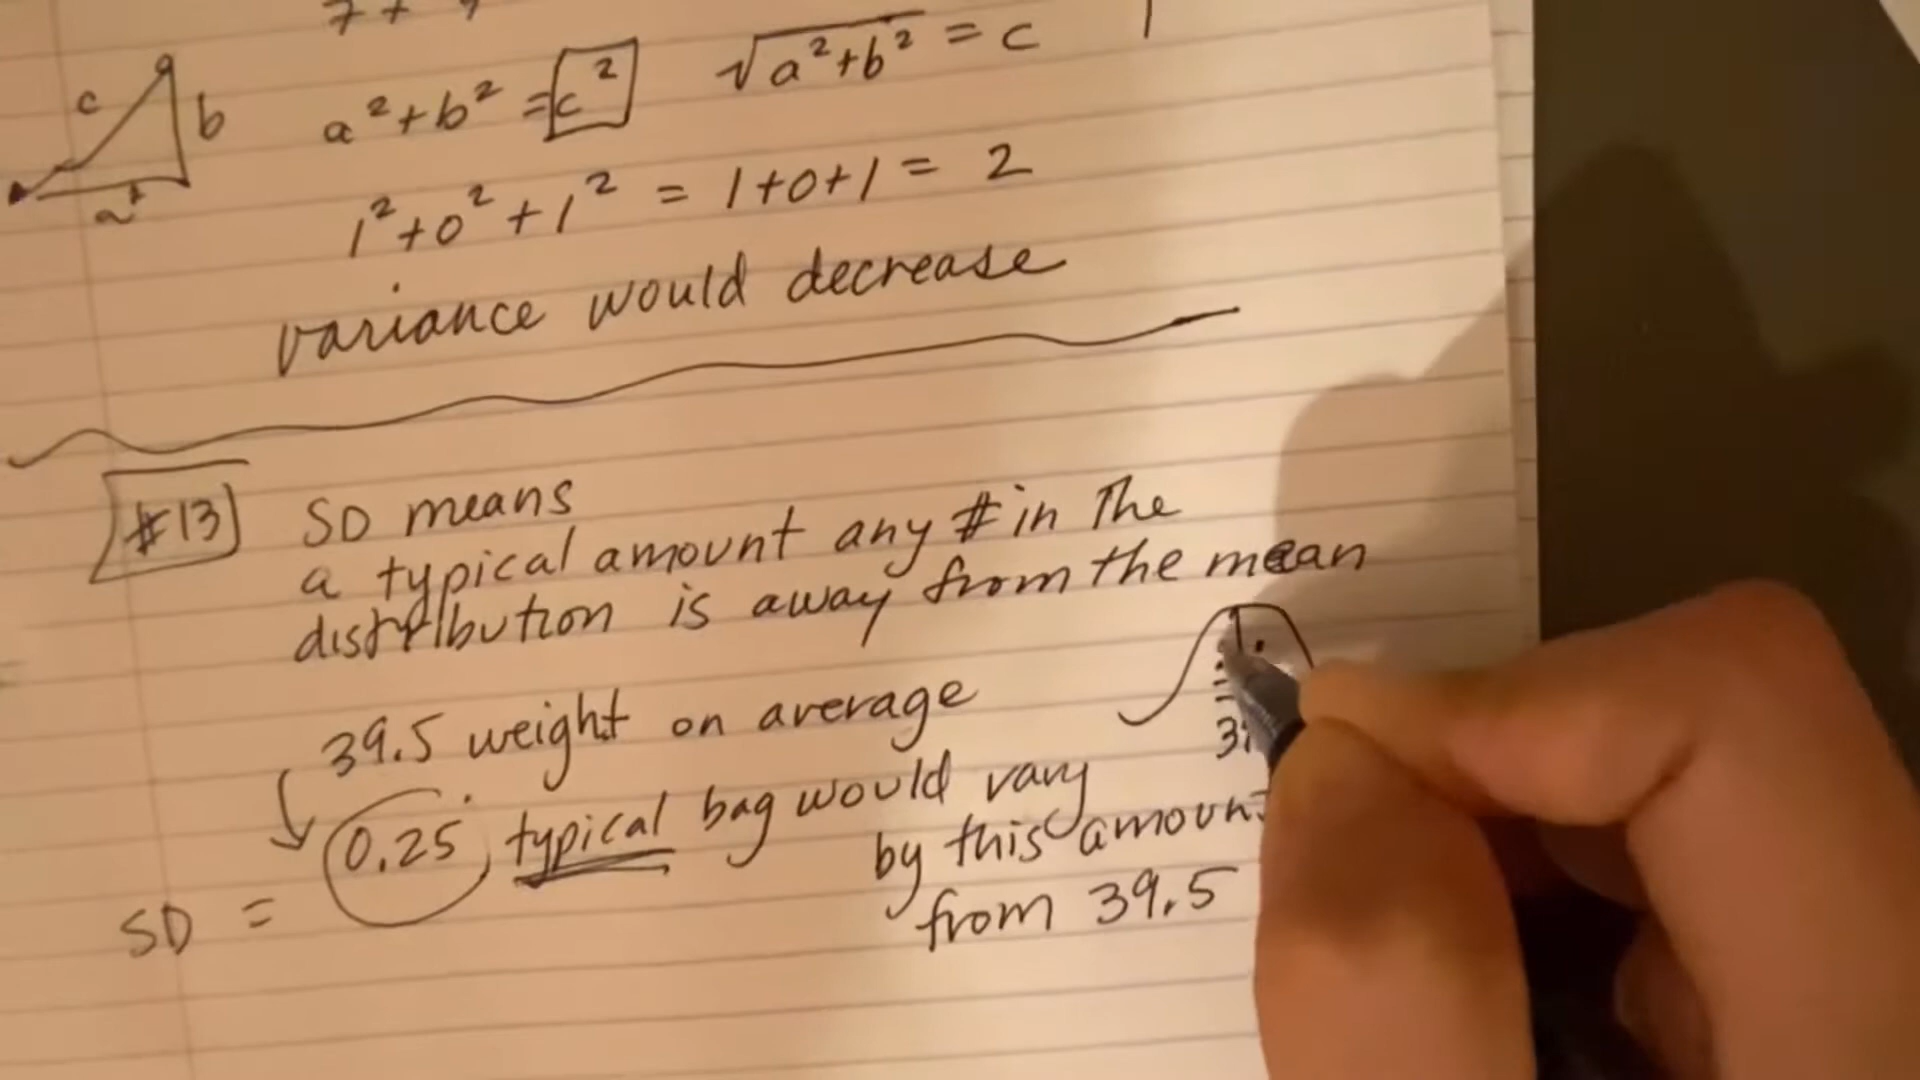 c
b
a
a²+b² = c²
√a²+b² = c
1²+0²+1² = 1+0+1 = 2
variance would decrease
#13
SD means
a typical amount any # in the
distribution is away from the mean
39.5 weight on average
0.25, typical bag would vary
by this amount
from 39.5
SD =